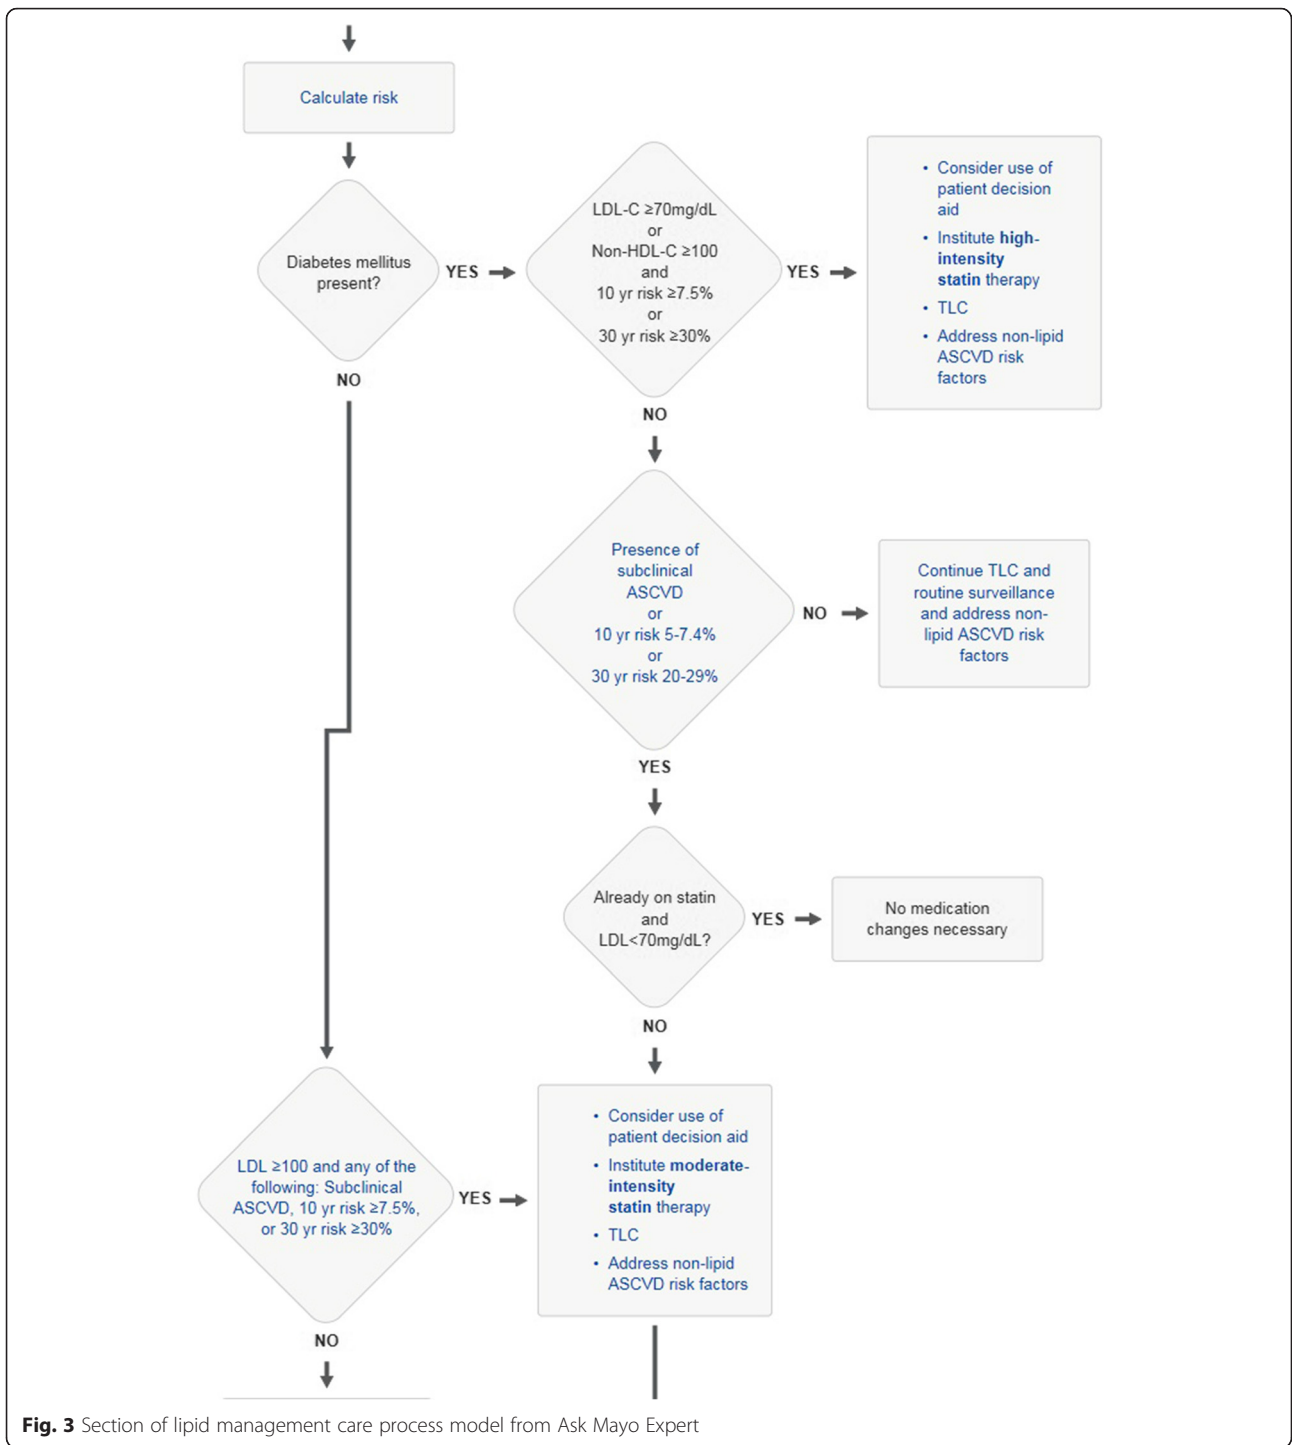 Calculate risk
Diabetes mellitus
present?
YES
LDL-C ≥70mg/dL
or
Non-HDL-C ≥100
and
10 yr risk ≥7.5%
or
30 yr risk ≥30%
YES
• Consider use of
patient decision
aid
• Institute high-
intensity
statin therapy
• TLC
• Address non-lipid
ASCVD risk
factors
NO
NO
Presence of
subclinical
ASCVD
or
10 yr risk 5-7.4%
or
30 yr risk 20-29%
NO
Continue TLC and
routine surveillance
and address non-
lipid ASCVD risk
factors
YES
Already on statin
and
LDL<70mg/dL?
YES
No medication
changes necessary
NO
LDL ≥100 and any of the
following: Subclinical
ASCVD, 10 yr risk ≥7.5%,
or 30 yr risk ≥30%
YES
• Consider use of
patient decision aid
• Institute moderate-
intensity
statin therapy
• TLC
• Address non-lipid
ASCVD risk factors
NO
Fig. 3 Section of lipid management care process model from Ask Mayo Expert